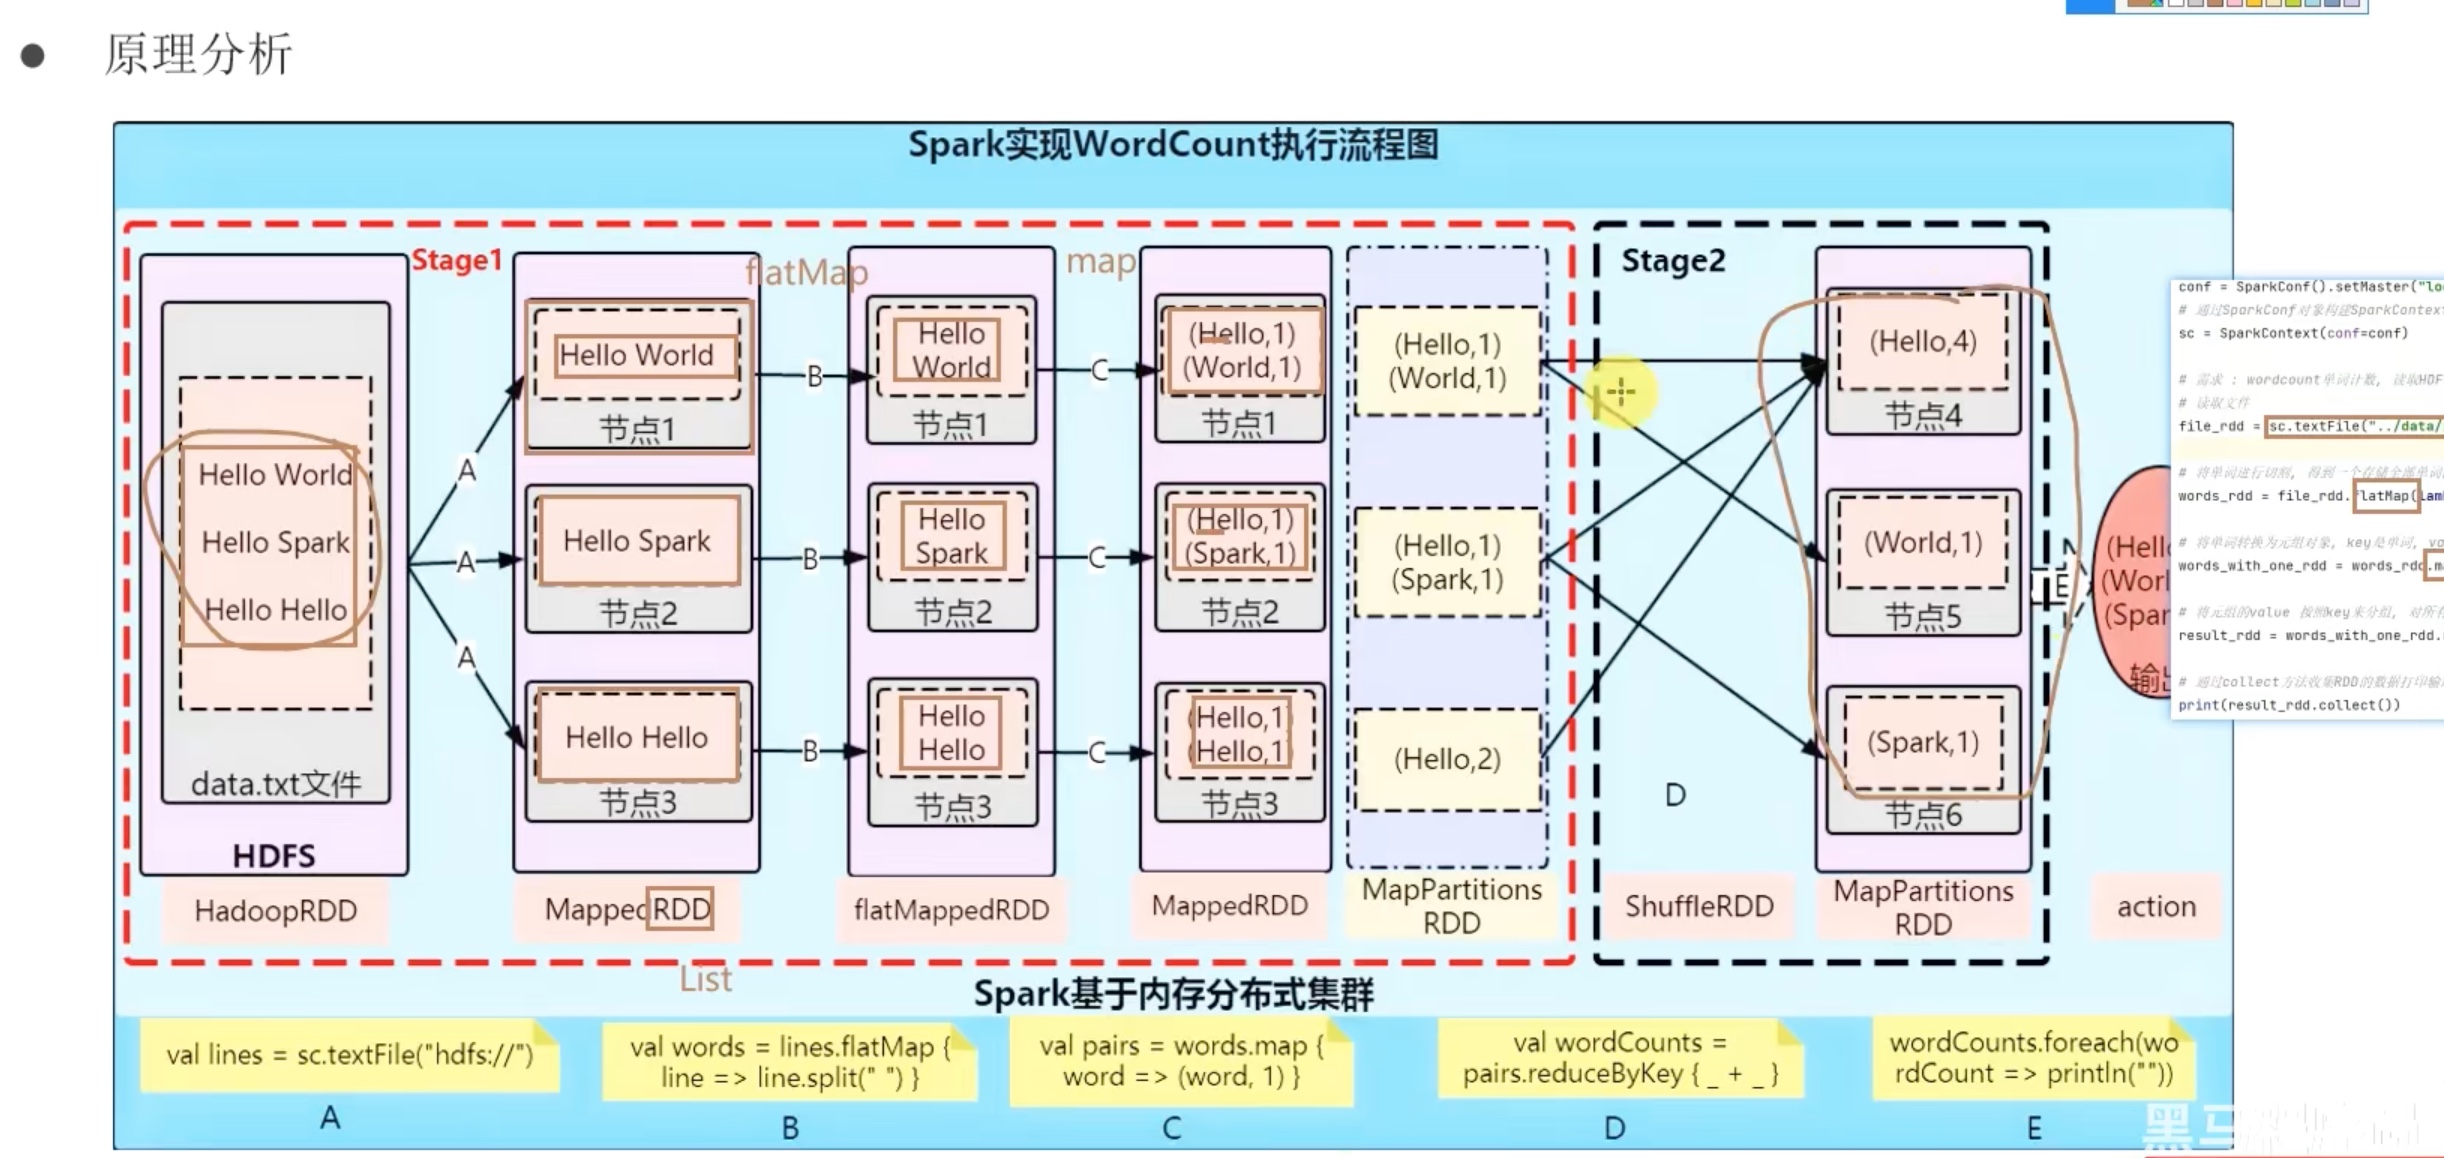 原理分析
Spark实现WordCount执行流程图
Stage1
flatMap
map
Stage2
Hello World
Hello Spark
Hello Hello
data.txt文件
HDFS
HadoopRDD
A
A
A
Hello World
节点1
Hello Spark
节点2
Hello Hello
节点3
MappedRDD
List
B
B
B
Hello
World
节点1
Hello
Spark
节点2
Hello
Hello
节点3
flatMappedRDD
C
C
C
(Hello,1)
(World,1)
节点1
(Hello,1)
(Spark,1)
节点2
(Hello,1)
(Hello,1)
节点3
MappedRDD
(Hello,1)
(World,1)
(Hello,1)
(Spark,1)
(Hello,2)
MapPartitions
RDD
D
ShuffleRDD
(Hello,4)
节点4
(World,1)
节点5
(Spark,1)
节点6
MapPartitions
RDD
E
(Hell
(Worl
(Spar
输出
action
conf = SparkConf().setMaster("lo
# 通过SparkConf对象构建SparkContext
sc = SparkContext(conf=conf)
# 需求 : wordcount单词计数, 读取HDF
# 读取文件
file_rdd = sc.textFile("../data/
# 将单词进行切割, 得到一个存储全部单词
words_rdd = file_rdd.flatMap(lam
# 将单词转换为元组对象, key是单词, va
words_with_one_rdd = words_rdd.m
# 将元组的value 按照key来分组, 对所有
result_rdd = words_with_one_rdd.
# 通过collect方法收集RDD的数据打印输
print(result_rdd.collect())
Spark基于内存分布式集群
val lines = sc.textFile("hdfs://")
A
val words = lines.flatMap {
line => line.split(" ") }
B
val pairs = words.map {
word => (word, 1) }
C
val wordCounts =
pairs.reduceByKey { _ + _ }
D
wordCounts.foreach(wo
rdCount => println(""))
E